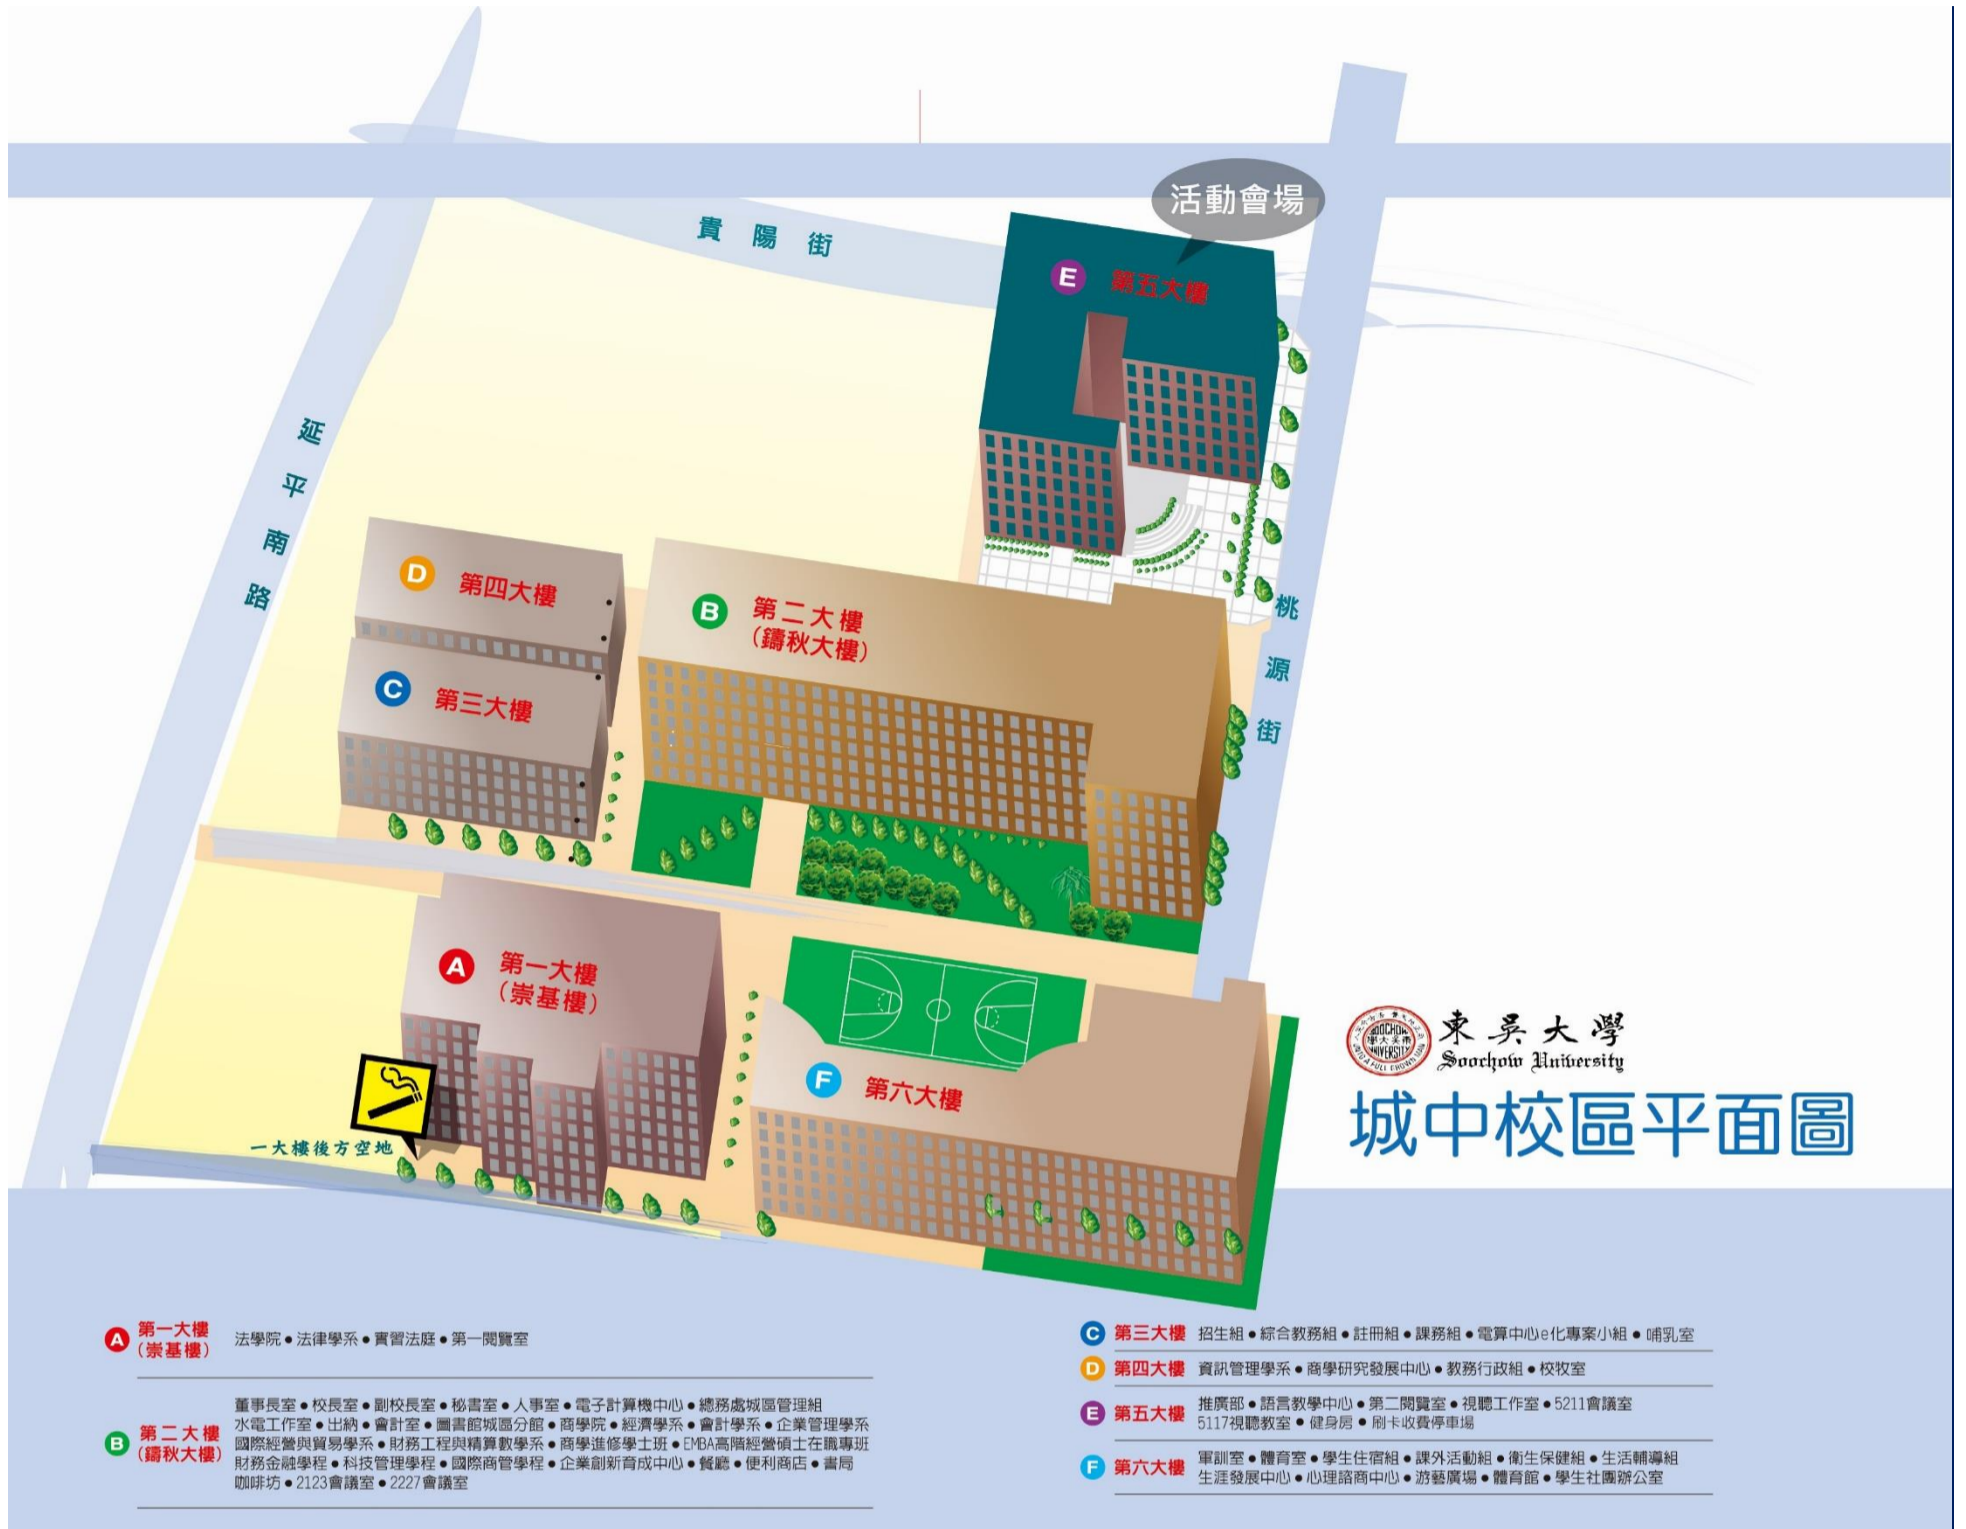 活動會場
貴陽街
E 第五大樓
延平南路
D 第四大樓
B 第二大樓
(鑄秋大樓)
桃源街
C 第三大樓
A 第一大樓
(崇基樓)
F 第六大樓
一大樓後方空地
東吳大學
Soochow University
城中校區平面圖
A 第一大樓
(崇基樓)
法學院●法律學系●實習法庭●第一閱覽室
B 第二大樓
(鑄秋大樓)
董事長室●校長室●副校長室●秘書室●人事室●電子計算機中心●總務處城區管理組
水電工作室●出納●會計室●圖書館城區分館●商學院●經濟學系●會計學系●企業管理學系
國際經營與貿易學系●財務工程與精算數學系●商學進修學士班●EMBA高階經營碩士在職專班
財務金融學程●科技管理學程●國際商管學程●企業創新育成中心●餐廳●便利商店●書局
咖啡坊●2123會議室●2227會議室
C 第三大樓 招生組●綜合教務組●註冊組●課務組●電算中心e化專案小組●哺乳室
D 第四大樓 資訊管理學系●商學研究發展中心●教務行政組●校牧室
E 第五大樓
推廣部●語言教學中心●第二閱覽室●視聽工作室●5211會議室
5117視聽教室●健身房●刷卡收費停車場
F 第六大樓
軍訓室●體育室●學生住宿組●課外活動組●衛生保健組●生活輔導組
生涯發展中心●心理諮商中心●游藝廣場●體育館●學生社團辦公室